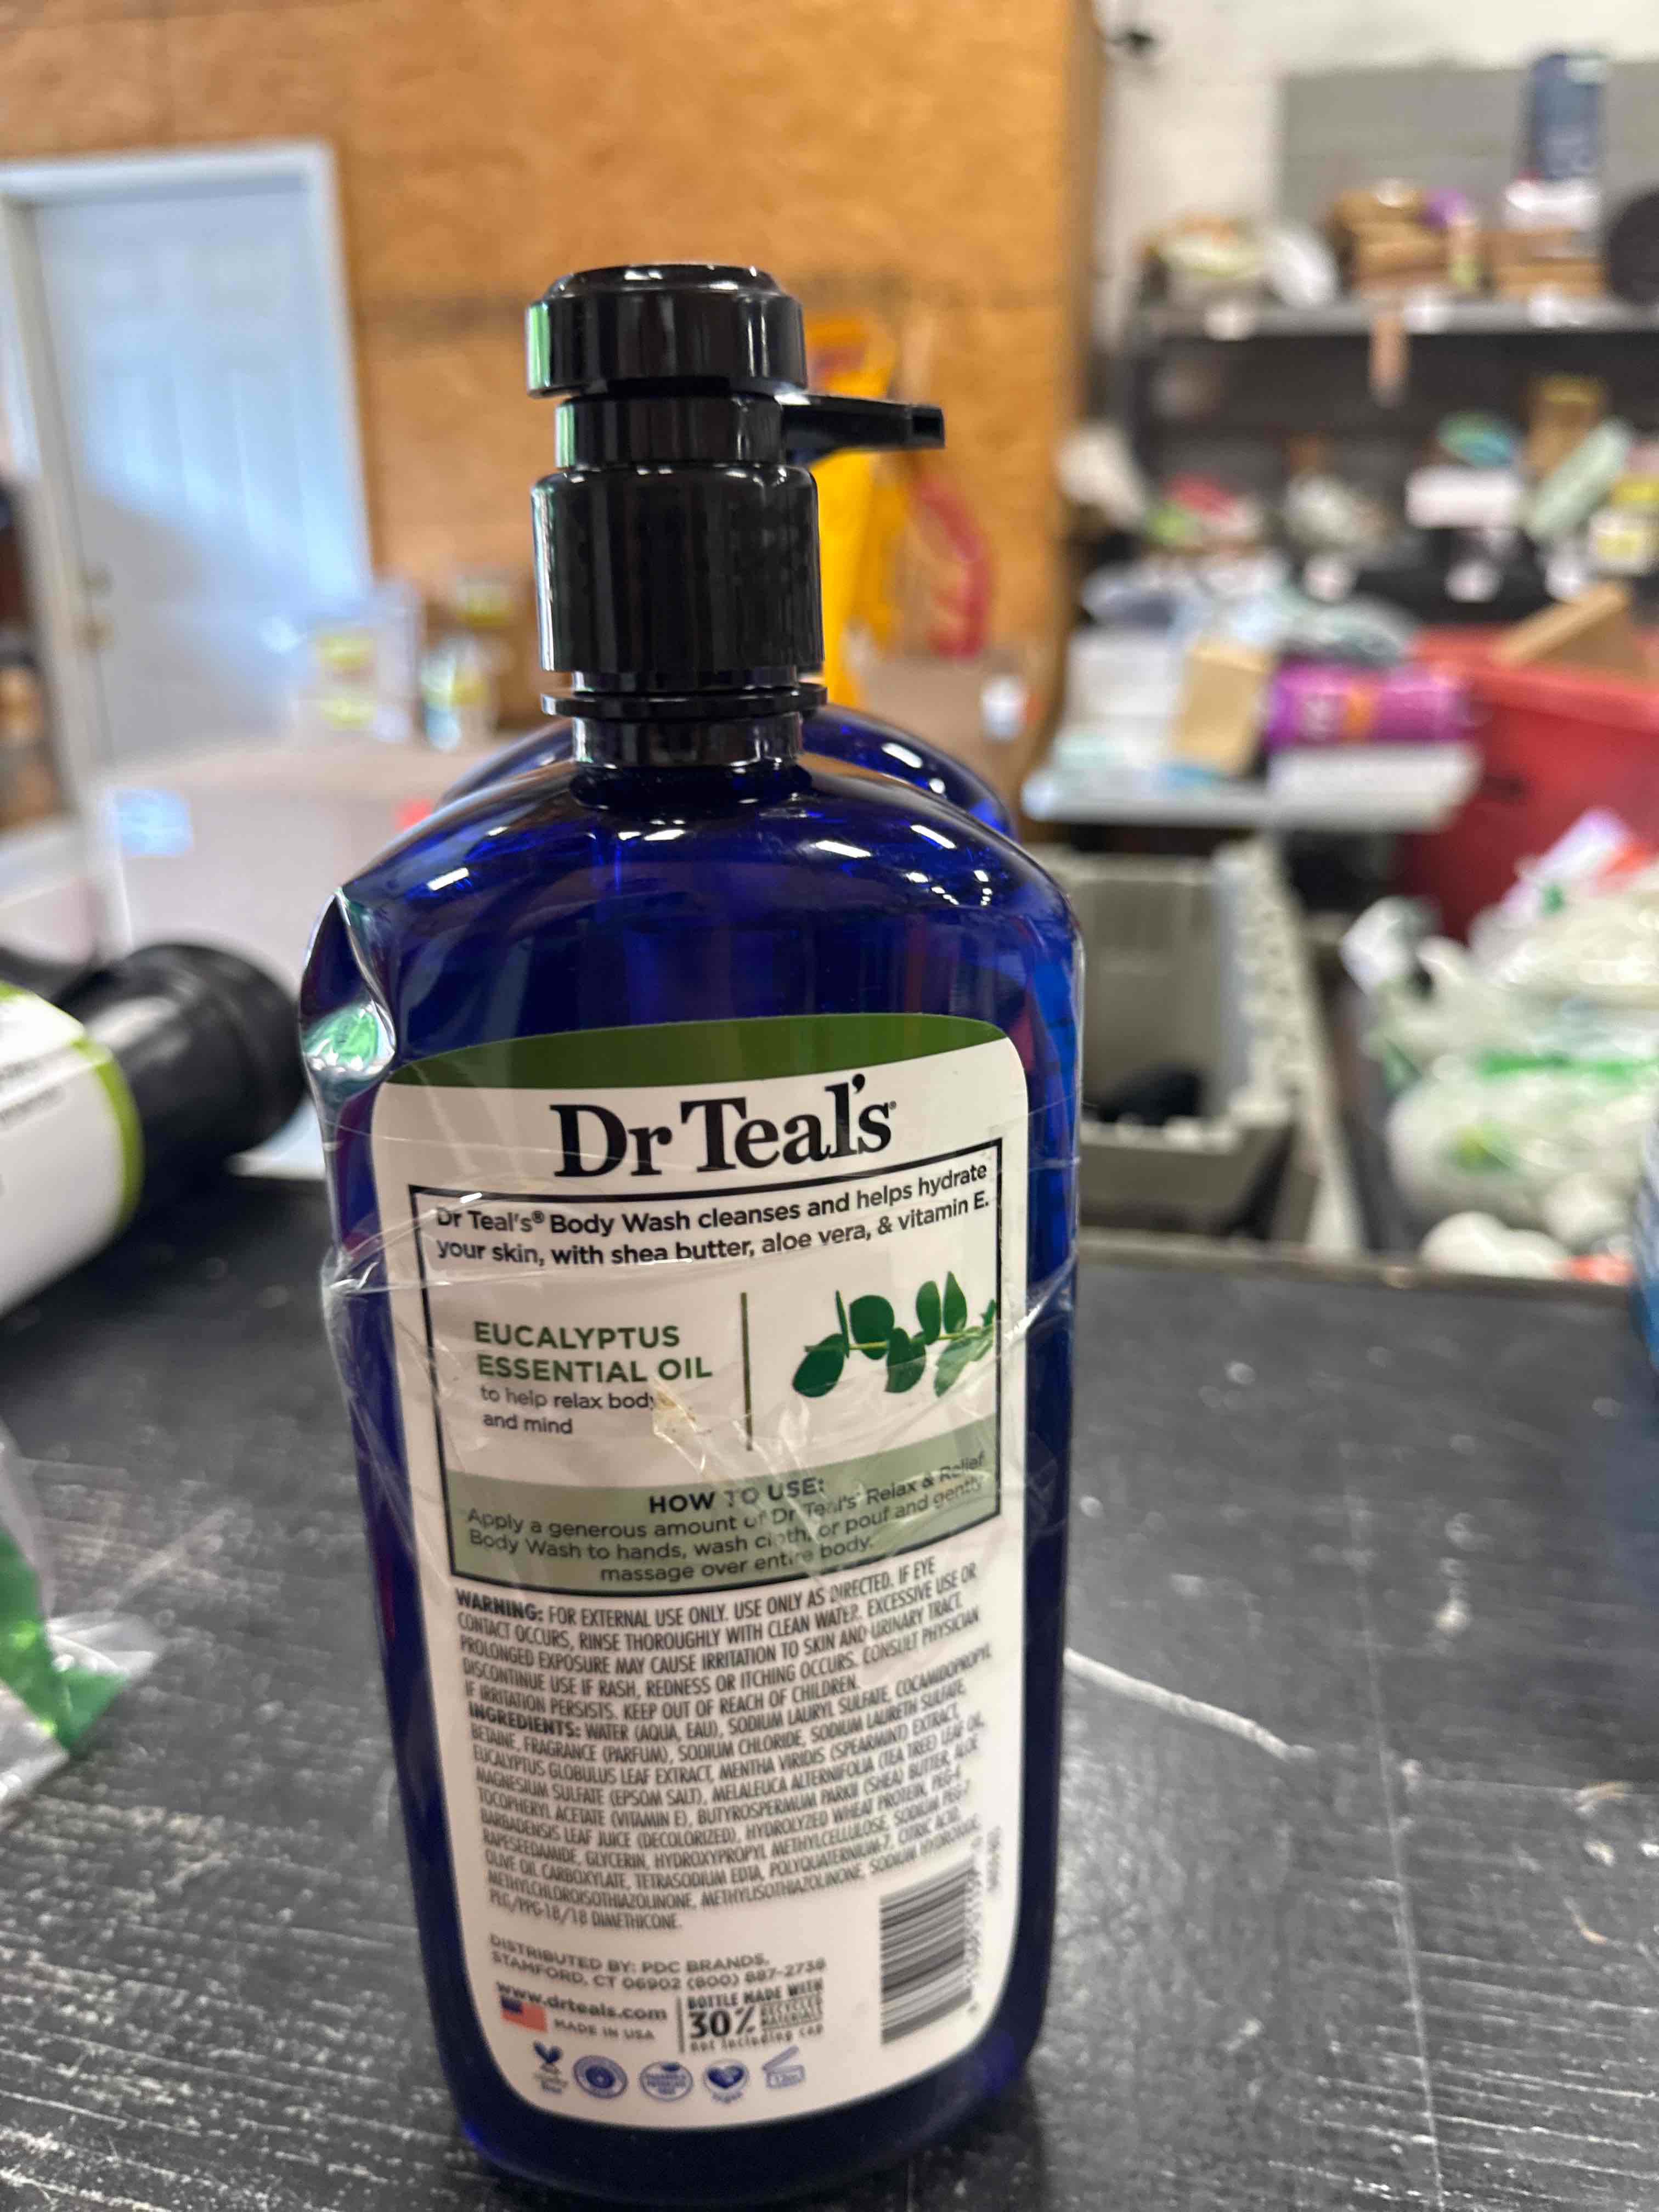 Dr Teal's®
Dr Teal's® Body Wash cleanses and helps hydrate
your skin, with shea butter, aloe vera, & vitamin E.
EUCALYPTUS
ESSENTIAL OIL
to help relax body
and mind
HOW TO USE:
Apply a generous amount of Dr Teal's® Relax & Relief
Body Wash to hands, wash cloth, or pouf and gently
massage over entire body.
WARNING: FOR EXTERNAL USE ONLY. USE ONLY AS DIRECTED. IF EYE
CONTACT OCCURS, RINSE THOROUGHLY WITH CLEAN WATER. EXCESSIVE USE OR
PROLONGED EXPOSURE MAY CAUSE IRRITATION TO SKIN AND URINARY TRACT.
DISCONTINUE USE IF RASH, REDNESS OR ITCHING OCCURS. CONSULT PHYSICIAN
IF IRRITATION PERSISTS. KEEP OUT OF REACH OF CHILDREN.
INGREDIENTS: WATER (AQUA, EAU), SODIUM LAURYL SULFATE, COCAMIDOPROPYL
BETAINE, FRAGRANCE (PARFUM), SODIUM CHLORIDE, SODIUM LAURETH SULFATE,
EUCALYPTUS GLOBULUS LEAF EXTRACT, MENTHA VIRIDIS (SPEARMINT) EXTRACT,
MAGNESIUM SULFATE (EPSOM SALT), MELALEUCA ALTERNIFOLIA (TEA TREE) LEAF OIL,
TOCOPHERYL ACETATE (VITAMIN E), BUTYROSPERMUM PARKII (SHEA) BUTTER, ALOE
BARBADENSIS LEAF JUICE (DECOLORIZED), HYDROLYZED WHEAT PROTEIN, PEG-4
RAPESEEDAMIDE, GLYCERIN, HYDROXYPROPYL METHYLCELLULOSE, SODIUM PEG-7
OLIVE OIL CARBOXYLATE, TETRASODIUM EDTA, POLYQUATERNIUM-7, CITRIC ACID,
METHYLCHLOROISOTHIAZOLINONE, METHYLISOTHIAZOLINONE, SODIUM HYDROXIDE,
PEG/PPG-18/18 DIMETHICONE.
DISTRIBUTED BY: PDC BRANDS,
STAMFORD, CT 06902 (800) 887-2738
www.drteals.com
MADE IN USA
BOTTLE MADE WITH
30% RECYCLED
MATERIALS
not including cap